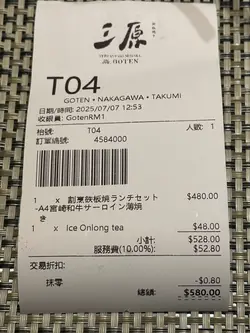 三原
GOTEN
T04
GOTEN • NAKAGAWA • TAKUMI
日期/時間: 2025/07/07 12:53
收銀員: GotenRM1
枱號: T04 人數: 1
訂單編號: 4584000
1 x 割烹鉄板焼ランチセット $480.00
-A4宮崎和牛サーロイン薄焼
き
1 x Ice Onlong tea $48.00
小計: $528.00
服務費(10.00%): $52.80
交易折扣:
抹零 -$0.80
總額: $580.00